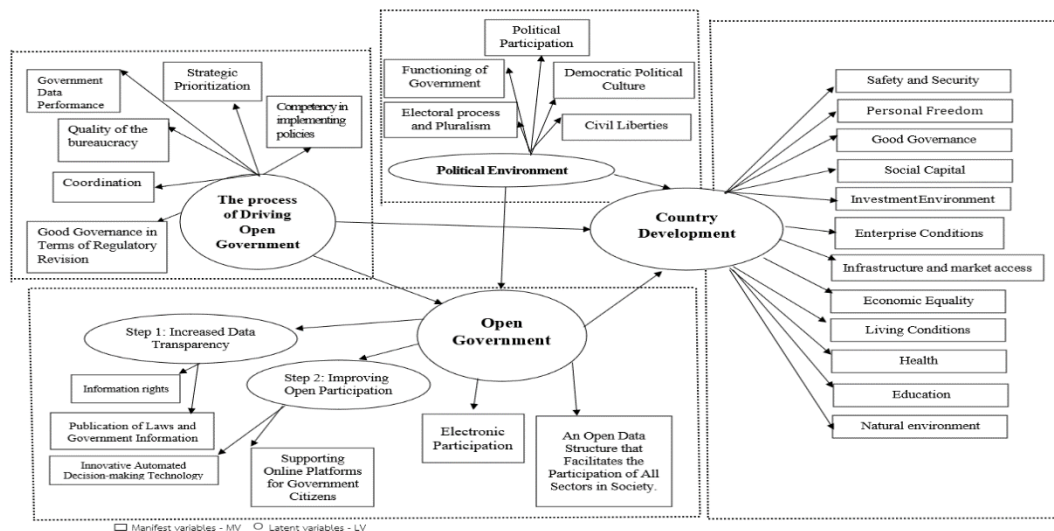 Government
Data
Performance
Strategic
Prioritization
Competency in
implementing
policies
Quality of the
bureaucracy
Coordination
Good Governance in
Terms of Regulatory
Revision
The process
of Driving
Open
Government
Political
Participation
Functioning of
Government
Democratic Political
Culture
Electoral process
and Pluralism
Civil Liberties
Political Environment
Country
Development
Safety and Security
Personal Freedom
Good Governance
Social Capital
Investment Environment
Enterprise Conditions
Infrastructure and market access
Economic Equality
Living Conditions
Health
Education
Natural environment
Open
Government
Step 1: Increased Data
Transparency
Step 2: Improving
Open Participation
Information rights
Publication of Laws and
Government Information
Innovative Automated
Decision-making Technology
Supporting
Online Platforms
for Government
Citizens
Electronic
Participation
An Open Data
Structure that
Facilitates the
Participation of All
Sectors in Society.
Manifest variables - MV
Latent variables - LV